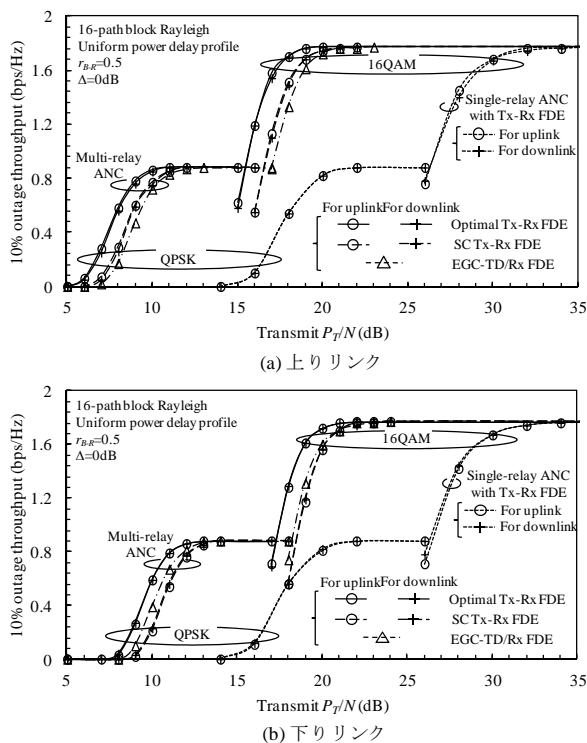 2
1.6
1.2
0.8
0.4
0
10% outage throughput (bps/Hz)
16-path block Rayleigh
Uniform power delay profile
r_{B-R}=0.5
Δ=0dB
16QAM
Single-relay ANC
with Tx-Rx FDE
For uplink
For downlink
Multi-relay
ANC
For uplink For downlink
Optimal Tx-Rx FDE
SC Tx-Rx FDE
EGC-TD/Rx FDE
QPSK
5 10 15 20 25 30 35
Transmit P_T/N (dB)
(a) 上りリンク
2
1.6
1.2
0.8
0.4
0
10% outage throughput (bps/Hz)
16-path block Rayleigh
Uniform power delay profile
r_{B-R}=0.5
Δ=0dB
16QAM
Single-relay ANC
with Tx-Rx FDE
For uplink
For downlink
Multi-relay
ANC
For uplink For downlink
Optimal Tx-Rx FDE
SC Tx-Rx FDE
EGC-TD/Rx FDE
QPSK
5 10 15 20 25 30 35
Transmit P_T/N (dB)
(b) 下りリンク